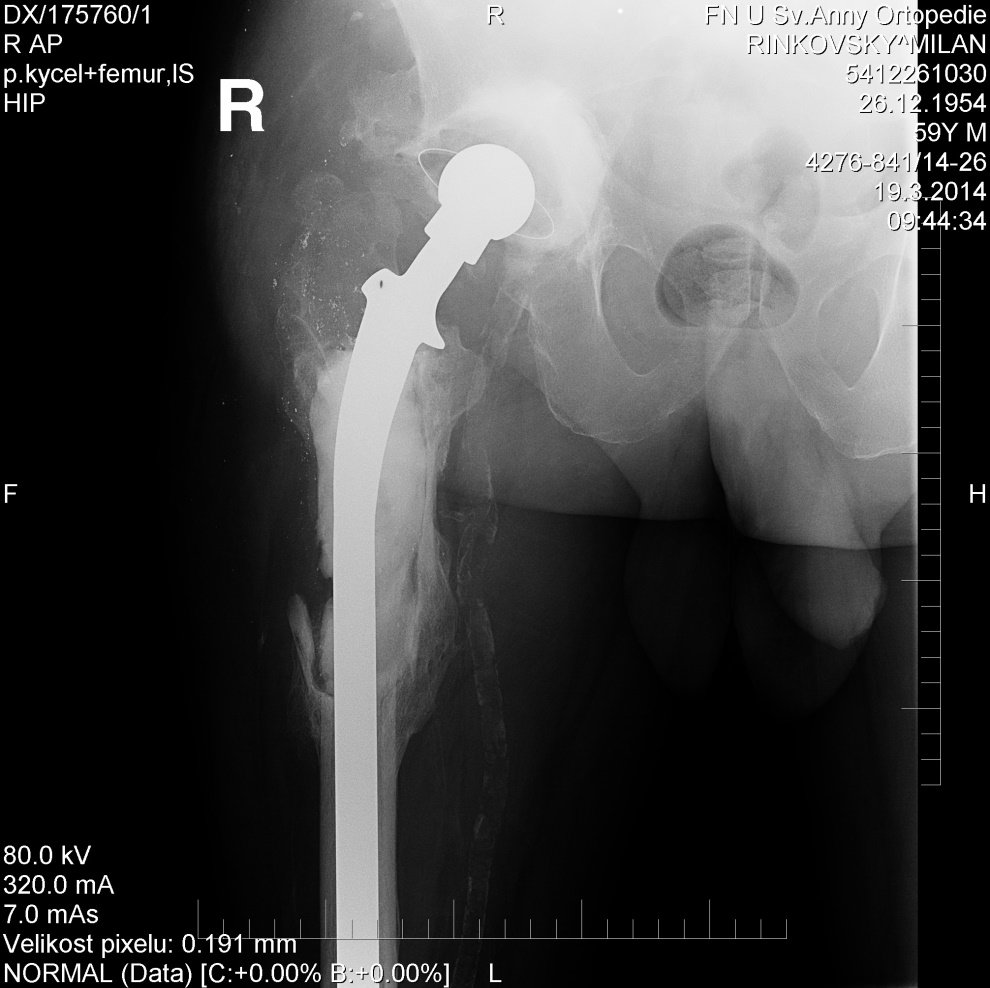 DX/175760/1
R AP
p.kycel+femur,IS
HIP
R
R
FN U Sv.Anny Ortopedie
RINKOVSKY^MILAN
5412261030
26.12.1954
59Y M
4276-841/14-26
19.3.2014
09:44:34
F
H
80.0 kV
320.0 mA
7.0 mAs
Velikost pixelu: 0.191 mm
NORMAL (Data) [C:+0.00% B:+0.00%]
L